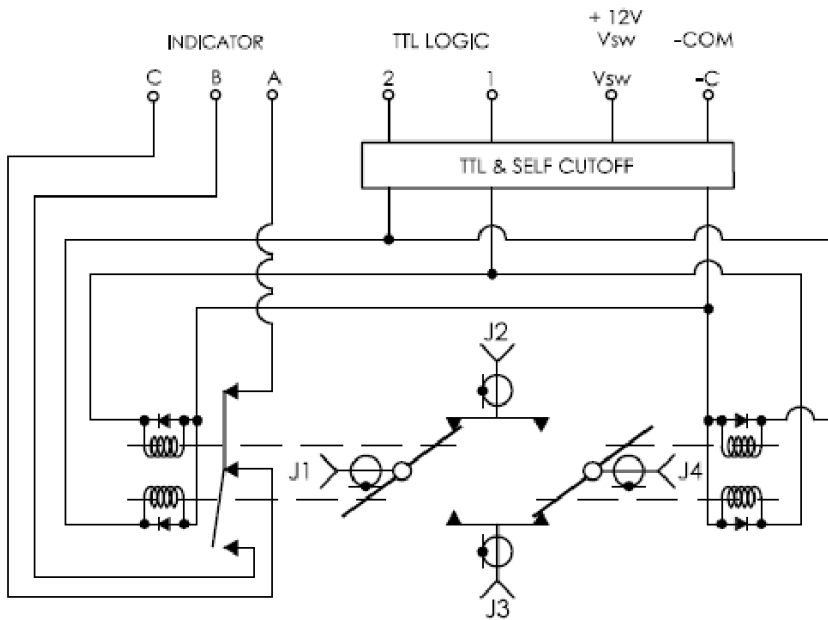 + 12V
INDICATOR TTL LOGIC Vsw -COM
C B A 2 1 Vsw -C
TTL & SELF CUTOFF
J2
J1 J4
J3